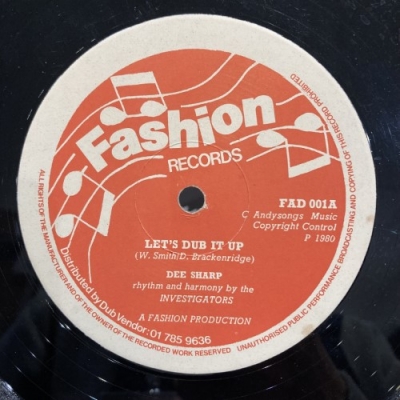 Fashion
RECORDS
FAD 001A
C Andysongs Music
Copyright Control
P 1980
LET'S DUB IT UP
(W. Smith/D. Brackenridge)
DEE SHARP
rhythm and harmony by the
INVESTIGATORS
A FASHION PRODUCTION
Distributed by Dub Vendor: 01 785 9636
ALL RIGHTS OF THE MANUFACTURER AND OF THE OWNER OF THE RECORDED WORK RESERVED
UNAUTHORISED PUBLIC PERFORMANCE BROADCASTING AND COPYING OF THIS RECORD PROHIBITED